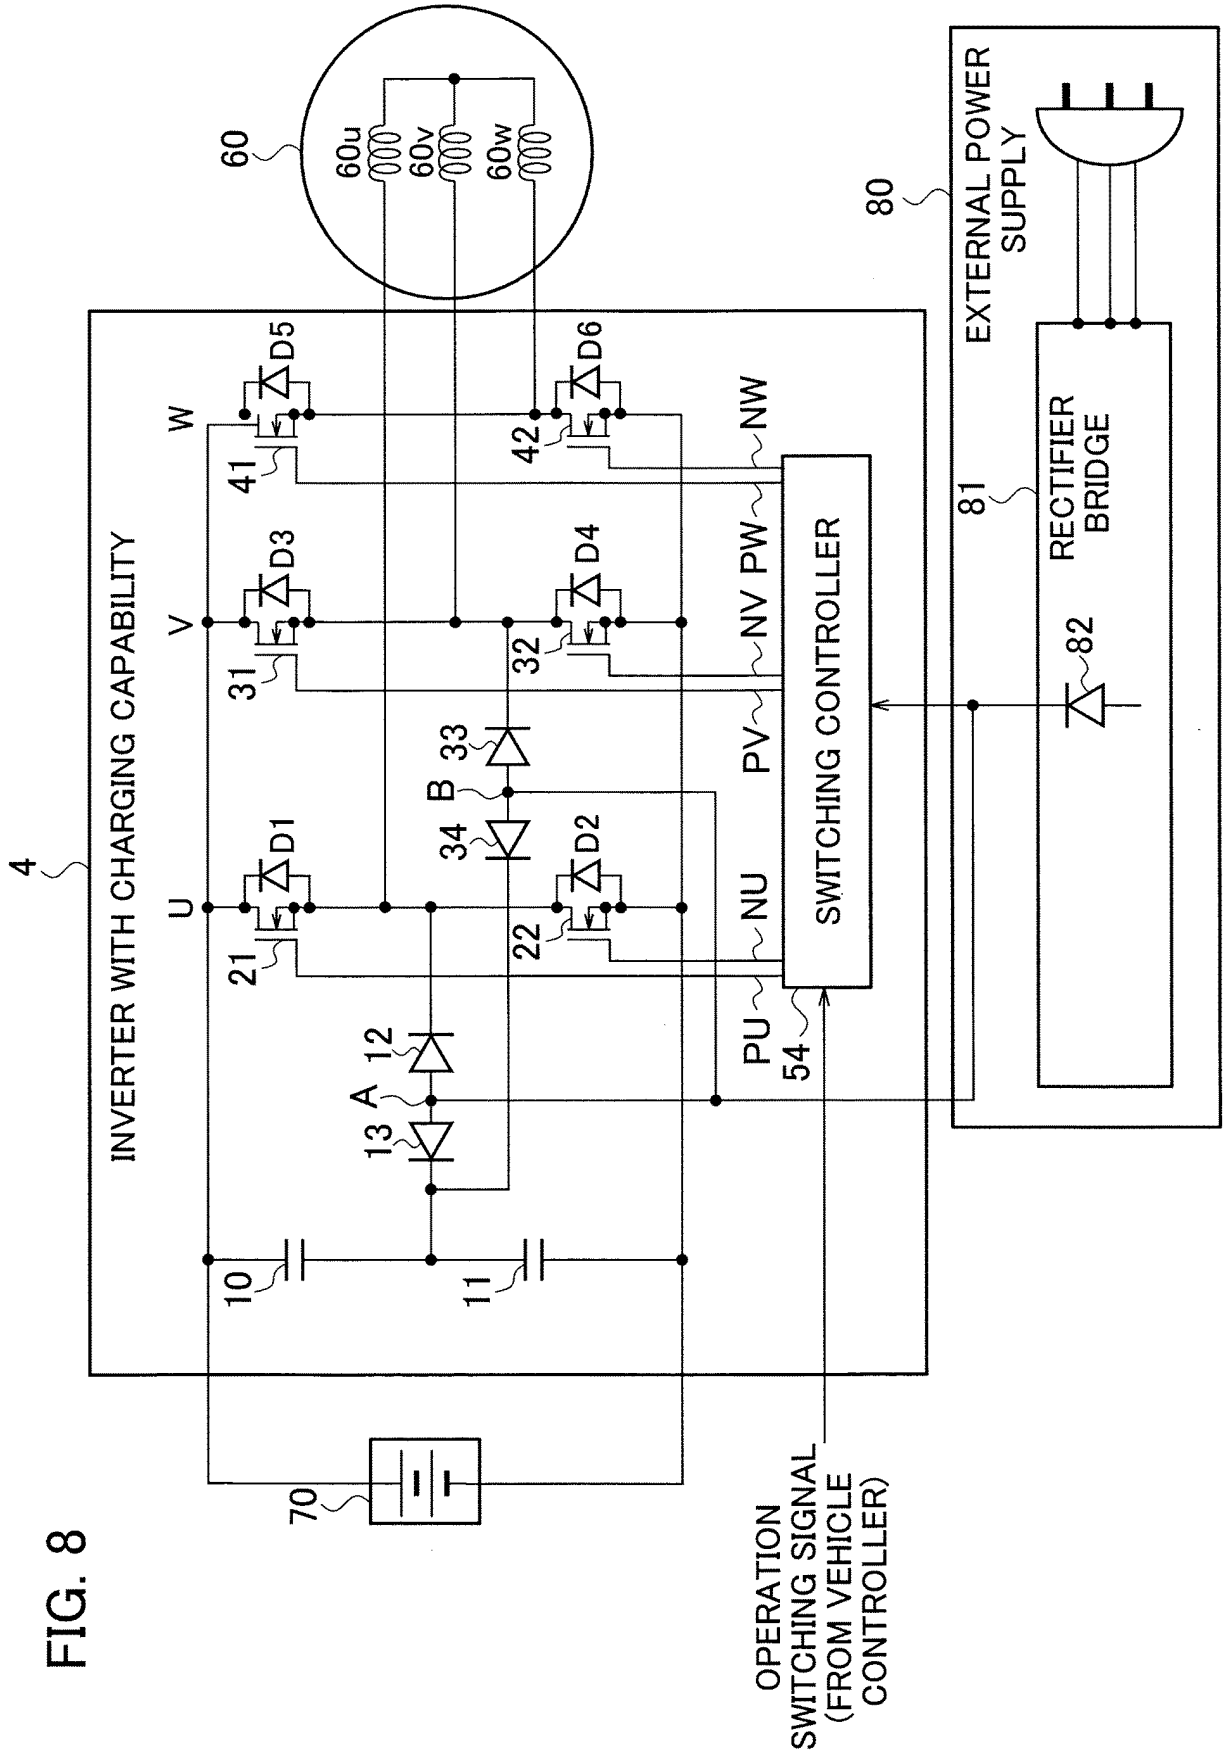 FIG. 8
4
INVERTER WITH CHARGING CAPABILITY
U
V
W
60
60u
60v
60w
70
10
11
A
13
12
B
34
33
21
D1
22
D2
31
D3
32
D4
41
D5
42
D6
PU
NU
PV
NV
PW
NW
54
SWITCHING CONTROLLER
OPERATION
SWITCHING SIGNAL
(FROM VEHICLE
CONTROLLER)
80
EXTERNAL POWER
SUPPLY
81
RECTIFIER
BRIDGE
82